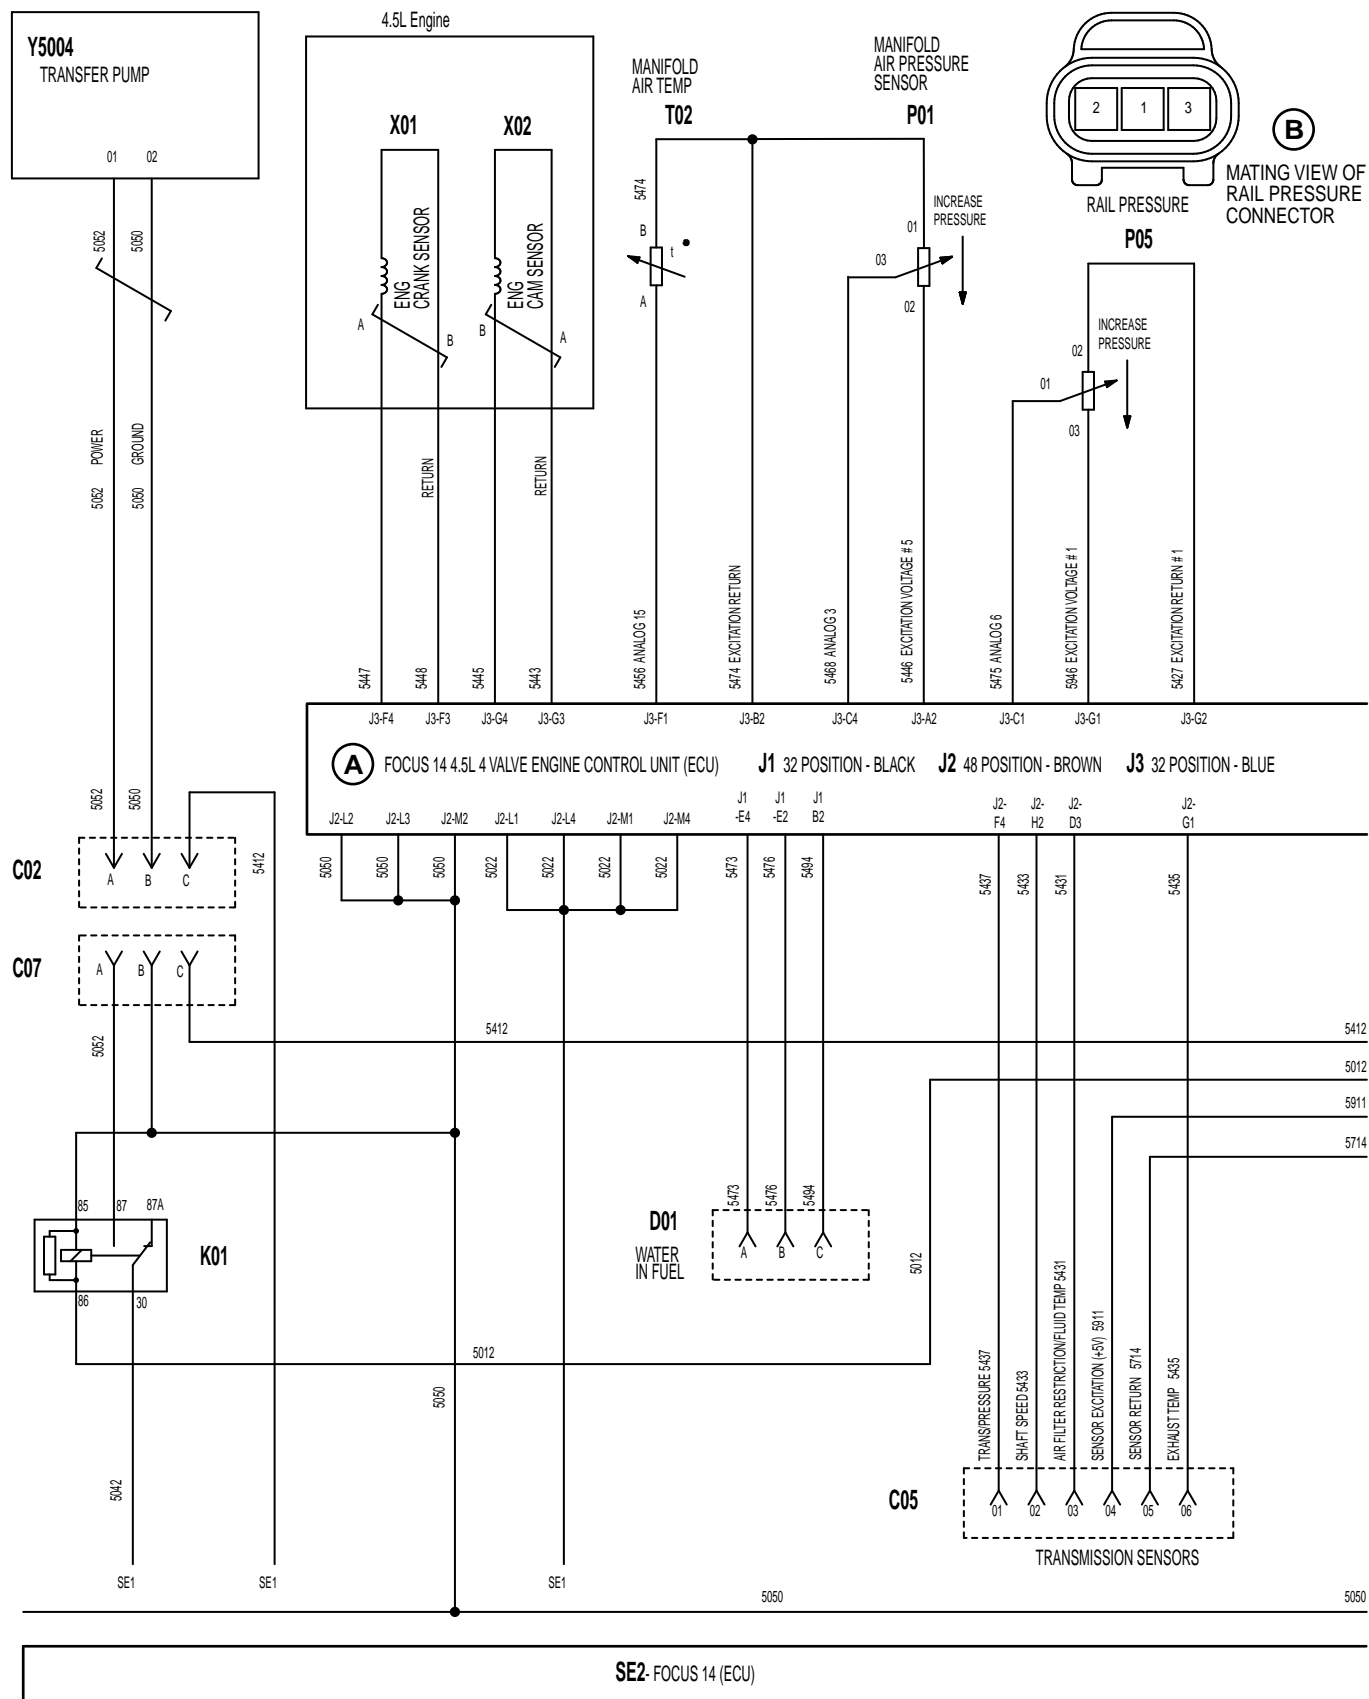 4.5L Engine
Y5004
TRANSFER PUMP
01
02
5052
5050
POWER
GROUND
5052
5050
5052
5050
X01
X02
ENG
CRANK SENSOR
ENG
CAM SENSOR
A
B
B
A
RETURN
RETURN
5447
5448
5445
5443
MANIFOLD
AIR TEMP
T02
5474
B
t
A
5456 ANALOG 15
5474 EXCITATION RETURN
MANIFOLD
AIR PRESSURE
SENSOR
P01
INCREASE
PRESSURE
01
03
02
5468 ANALOG 3
5446 EXCITATION VOLTAGE # 5
2
1
3
B
MATING VIEW OF
RAIL PRESSURE
CONNECTOR
RAIL PRESSURE
P05
INCREASE
PRESSURE
02
01
03
5475 ANALOG 6
5946 EXCITATION VOLTAGE # 1
5427 EXCITATION RETURN # 1
J3-F4
J3-F3
J3-G4
J3-G3
J3-F1
J3-B2
J3-C4
J3-A2
J3-C1
J3-G1
J3-G2
A
FOCUS 14 4.5L 4 VALVE ENGINE CONTROL UNIT (ECU)
J1 32 POSITION - BLACK
J2 48 POSITION - BROWN
J3 32 POSITION - BLUE
J2-L2
J2-L3
J2-M2
J2-L1
J2-L4
J2-M1
J2-M4
J1
-E4
J1
-E2
J1
B2
J2-
F4
J2-
H2
J2-
D3
J2-
G1
5050
5050
5050
5022
5022
5022
5022
5473
5476
5494
5437
5433
5431
5435
C02
A
B
C
5412
C07
A
B
C
5052
5412
5412
5012
5911
5714
85
87
87A
K01
86
30
5012
5012
5050
5042
5473
5476
5494
D01
WATER
IN FUEL
A
B
C
TRANS/PRESSURE 5437
SHAFT SPEED 5433
AIR FILTER RESTRICTION/FLUID TEMP 5431
SENSOR EXCITATION (+5V) 5911
SENSOR RETURN 5714
EXHAUST TEMP 5435
C05
01
02
03
04
05
06
TRANSMISSION SENSORS
SE1
SE1
SE1
5050
5050
SE2- FOCUS 14 (ECU)